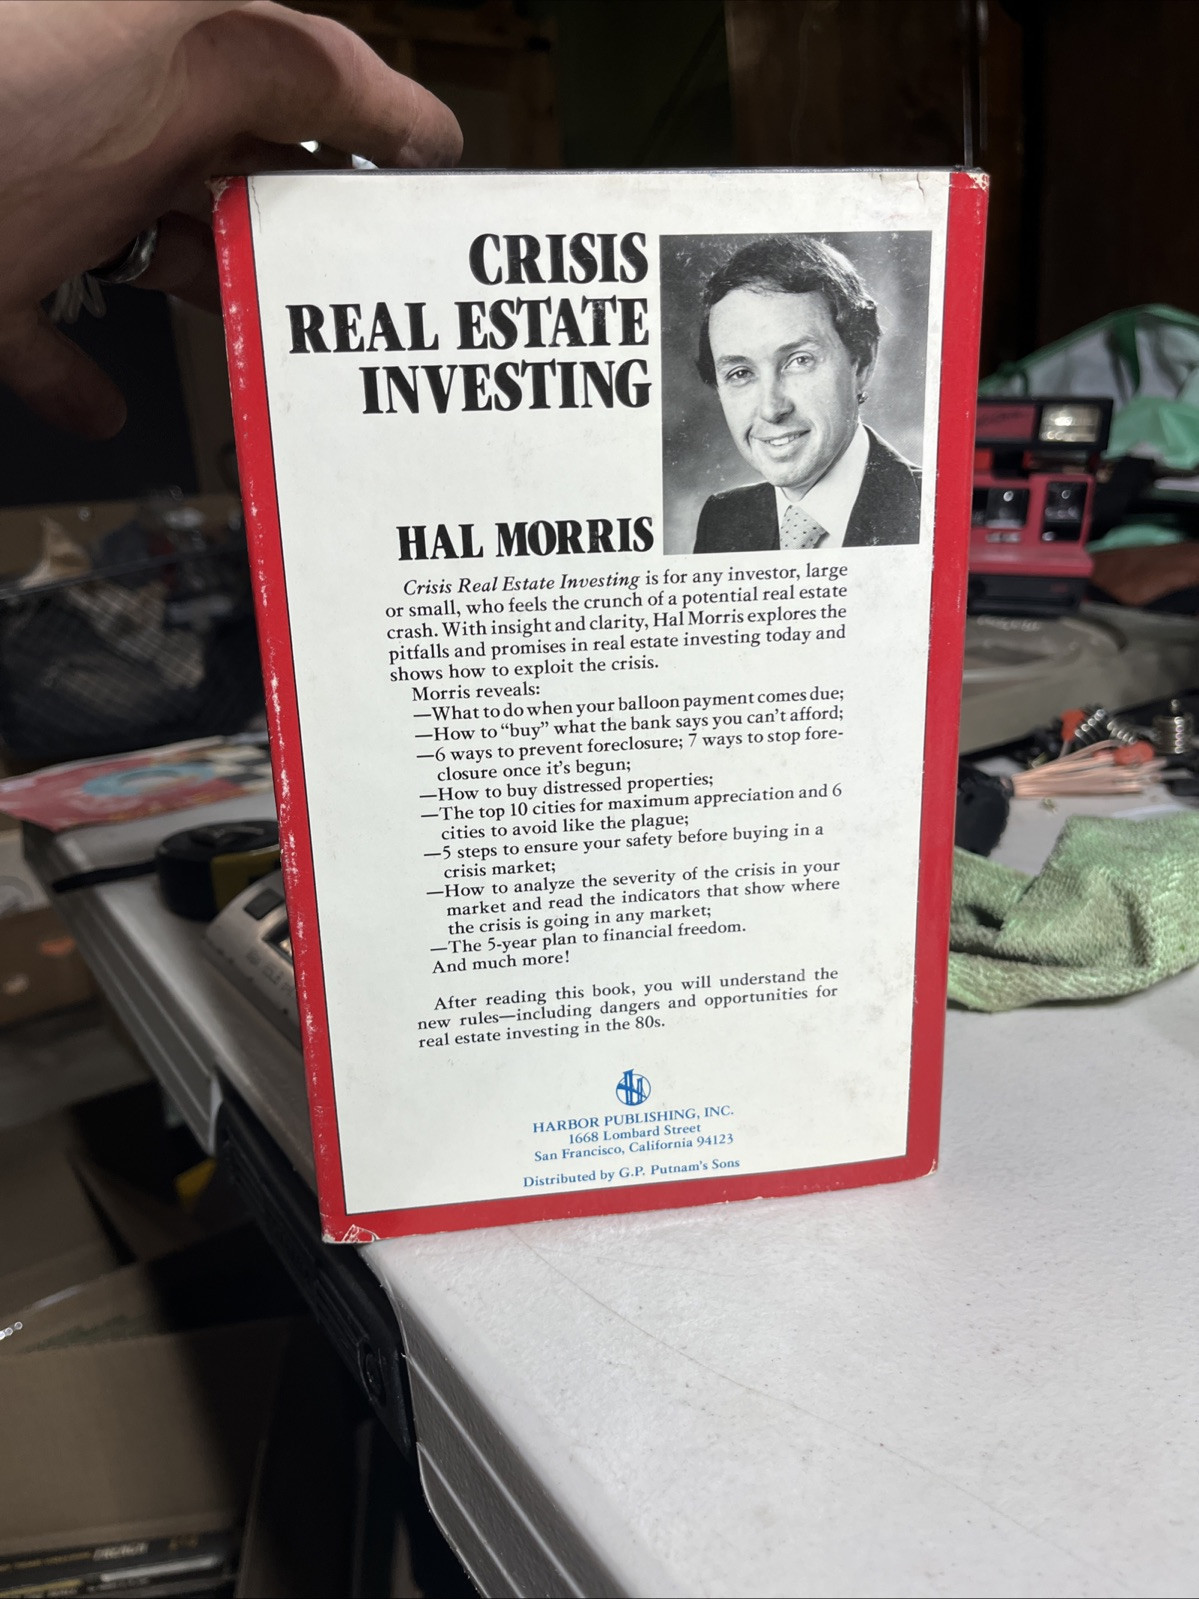 CRISIS
REAL ESTATE
INVESTING
HAL MORRIS
Crisis Real Estate Investing is for any investor, large
or small, who feels the crunch of a potential real estate
crash. With insight and clarity, Hal Morris explores the
pitfalls and promises in real estate investing today and
shows how to exploit the crisis.
Morris reveals:
—What to do when your balloon payment comes due;
—How to "buy" what the bank says you can't afford;
—6 ways to prevent foreclosure; 7 ways to stop fore-
closure once it's begun;
—How to buy distressed properties;
—The top 10 cities for maximum appreciation and 6
cities to avoid like the plague;
—5 steps to ensure your safety before buying in a
crisis market;
—How to analyze the severity of the crisis in your
market and read the indicators that show where
the crisis is going in any market;
—The 5-year plan to financial freedom.
And much more!
After reading this book, you will understand the
new rules—including dangers and opportunities for
real estate investing in the 80s.
HARBOR PUBLISHING, INC.
1668 Lombard Street
San Francisco, California 94123
Distributed by G.P. Putnam's Sons